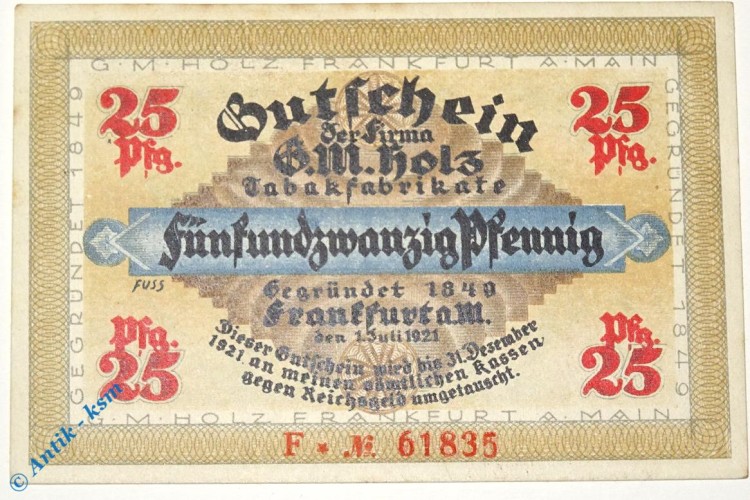 G·M·HOLZ FRANKFURT A·MAIN
GEGRÜNDET 1849
GEGRÜNDET 1849
25 Pfg.
25 Pfg.
Gutschein
der Firma
G.M. Holz
Tabakfabrikate
Fünfundzwanzig Pfennig
FUSS
Gegründet 1849
Frankfurt a.M.
den 1. Juli 1921
Dieser Gutschein wird bis 31. Dezember
1921 an meinen sämtlichen Kassen
gegen Reichsgeld umgetauscht.
Pfg. 25
Pfg. 25
G·M·HOLZ FRANKFURT A·MAIN
F * № 61835
© Antik - ksm